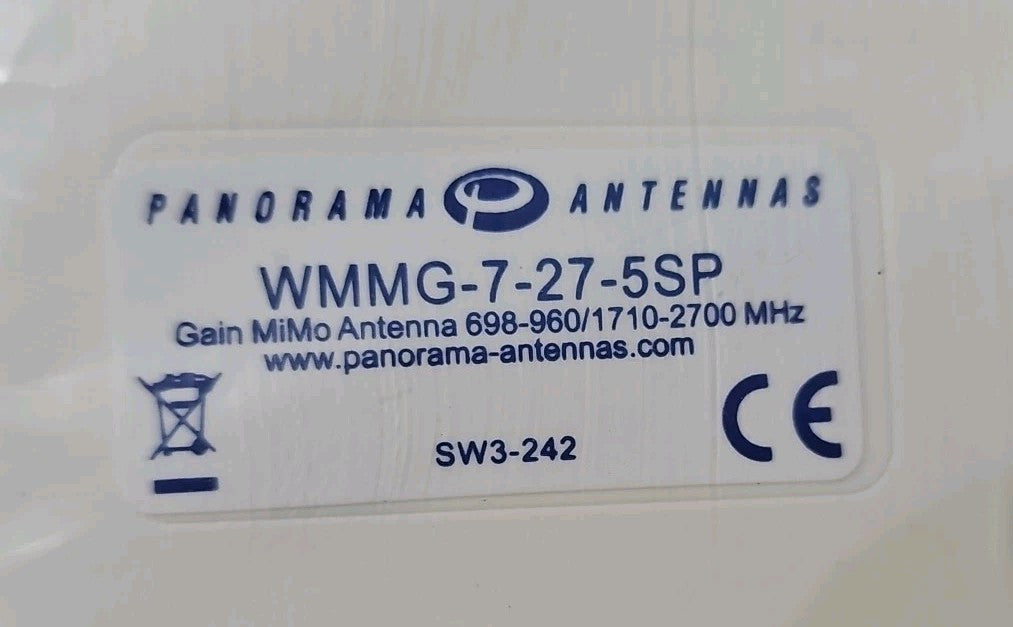 PANORAMA ANTENNAS
WMMG-7-27-5SP
Gain MiMo Antenna 698-960/1710-2700 MHz
www.panorama-antennas.com
SW3-242
CE